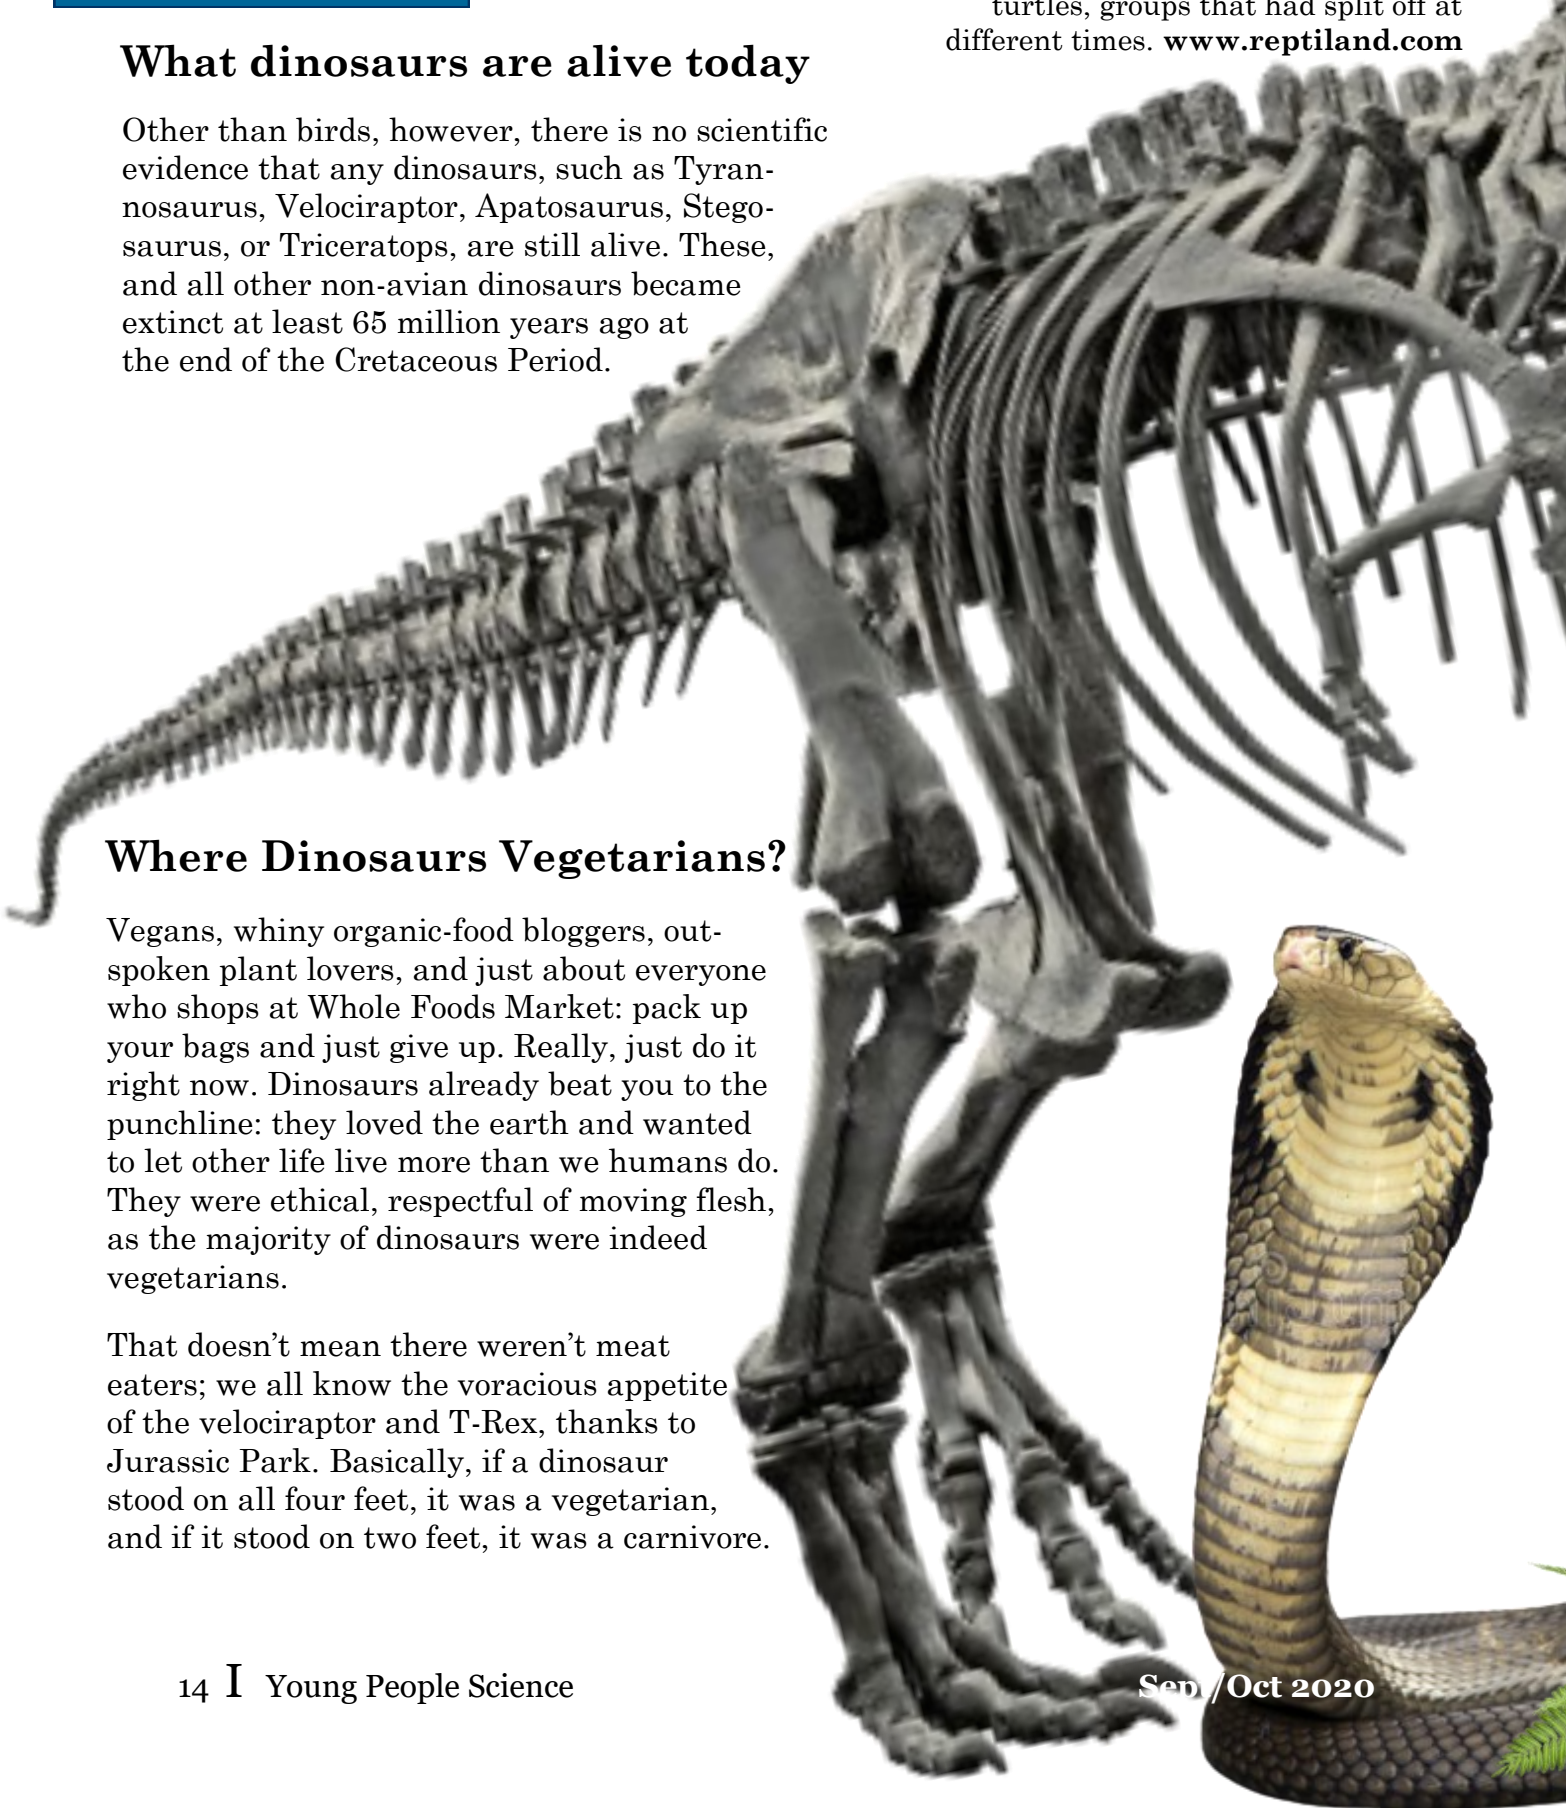 turtles, groups that had split off at
different times. www.reptiland.com
What dinosaurs are alive today
Other than birds, however, there is no scientific
evidence that any dinosaurs, such as Tyran-
nosaurus, Velociraptor, Apatosaurus, Stego-
saurus, or Triceratops, are still alive. These,
and all other non-avian dinosaurs became
extinct at least 65 million years ago at
the end of the Cretaceous Period.
Where Dinosaurs Vegetarians?
Vegans, whiny organic-food bloggers, out-
spoken plant lovers, and just about everyone
who shops at Whole Foods Market: pack up
your bags and just give up. Really, just do it
right now. Dinosaurs already beat you to the
punchline: they loved the earth and wanted
to let other life live more than we humans do.
They were ethical, respectful of moving flesh,
as the majority of dinosaurs were indeed
vegetarians.
That doesn't mean there weren't meat
eaters; we all know the voracious appetite
of the velociraptor and T-Rex, thanks to
Jurassic Park. Basically, if a dinosaur
stood on all four feet, it was a vegetarian,
and if it stood on two feet, it was a carnivore.
14 I Young People Science
Sept/Oct 2020